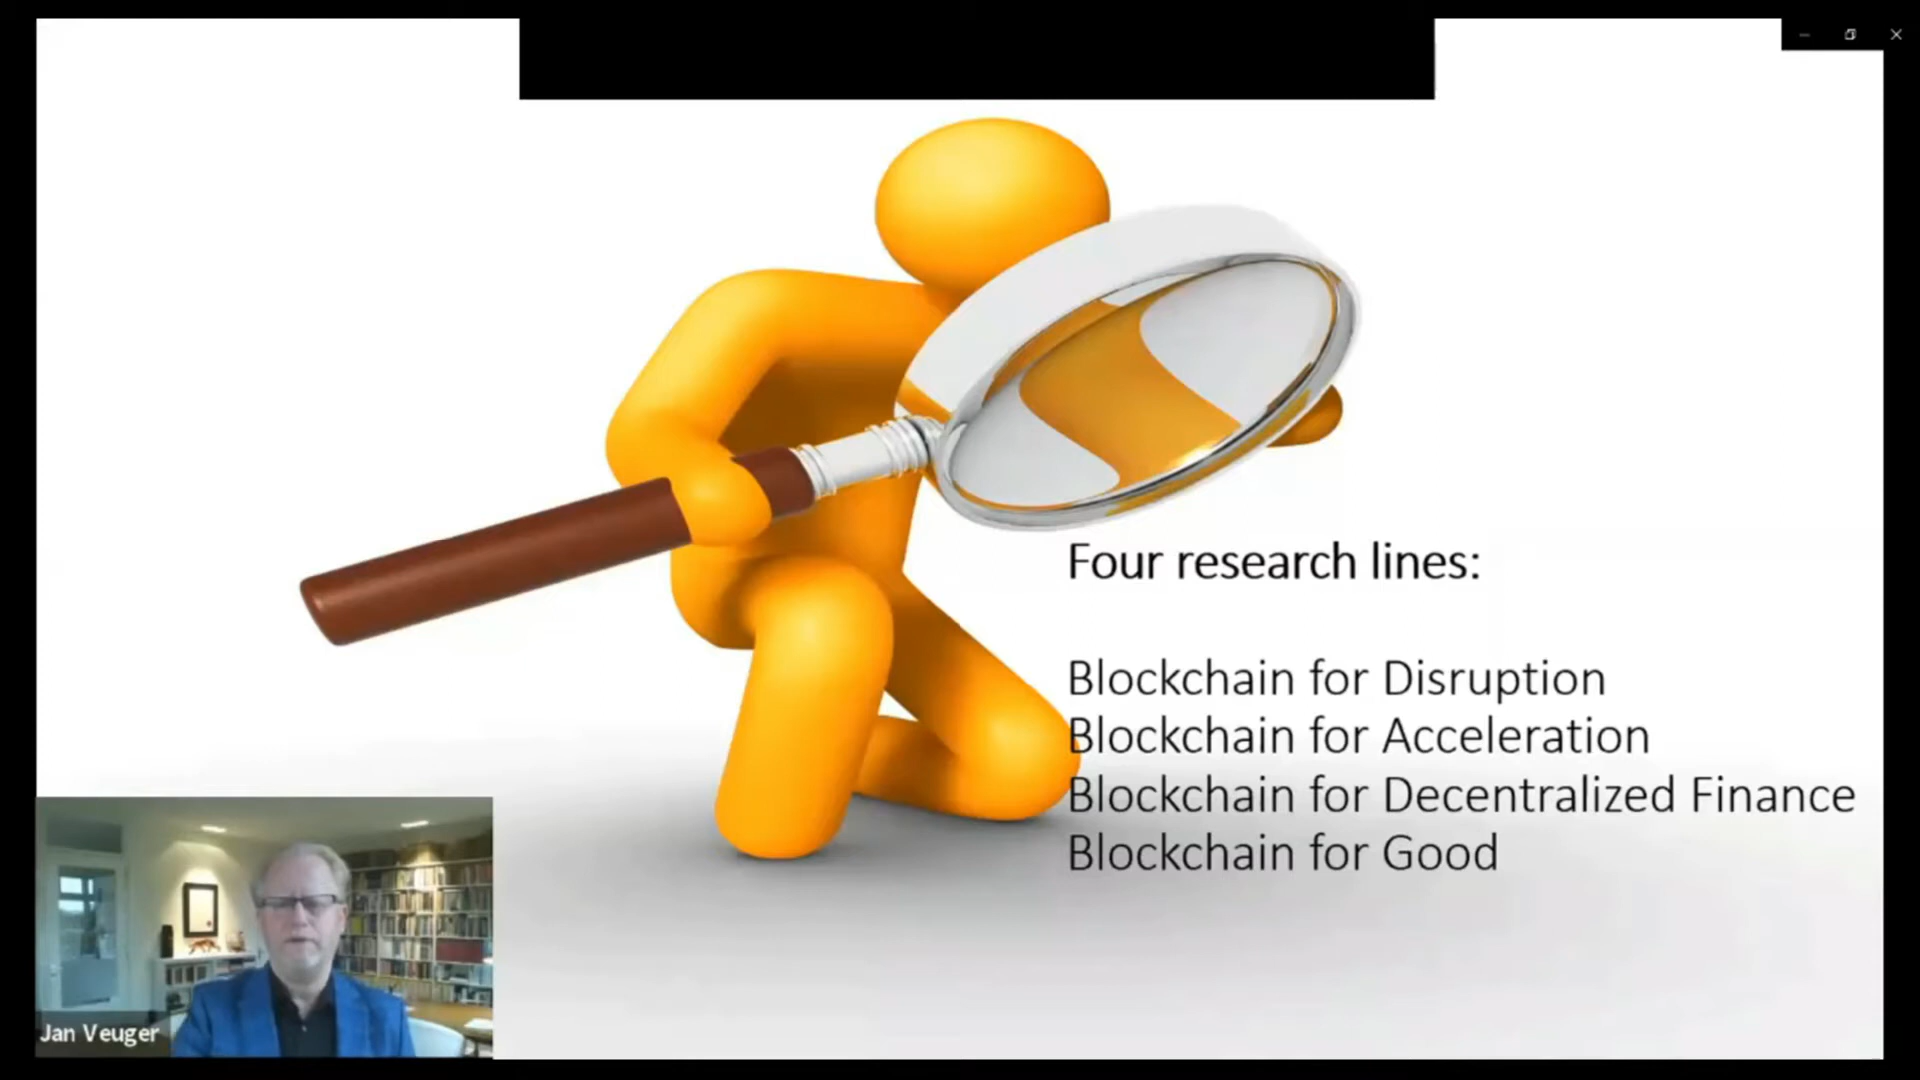 Four research lines:
Blockchain for Disruption
Blockchain for Acceleration
Blockchain for Decentralized Finance
Blockchain for Good
Jan Veuger